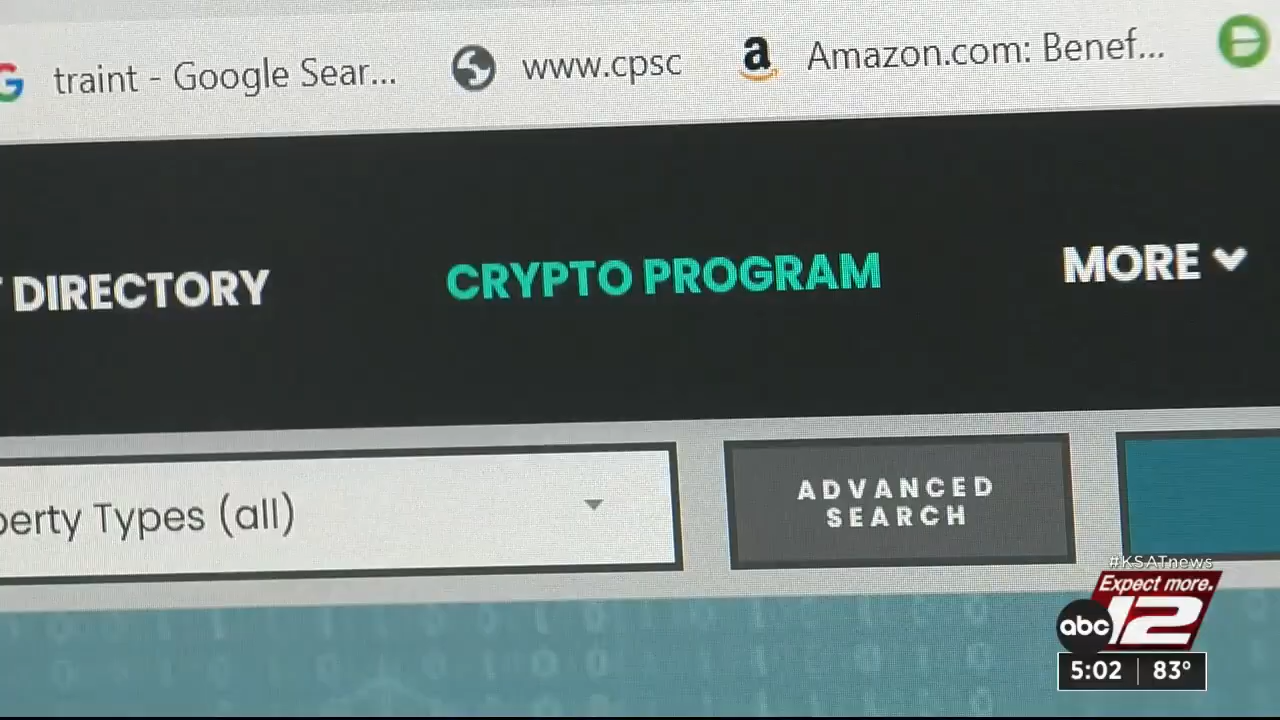 traint - Google Sear...
www.cpsc
a
Amazon.com: Benef...
DIRECTORY
CRYPTO PROGRAM
MORE
perty Types (all)
ADVANCED
SEARCH
#KSATnews
Expect more.
abc 12
5:02 | 83°